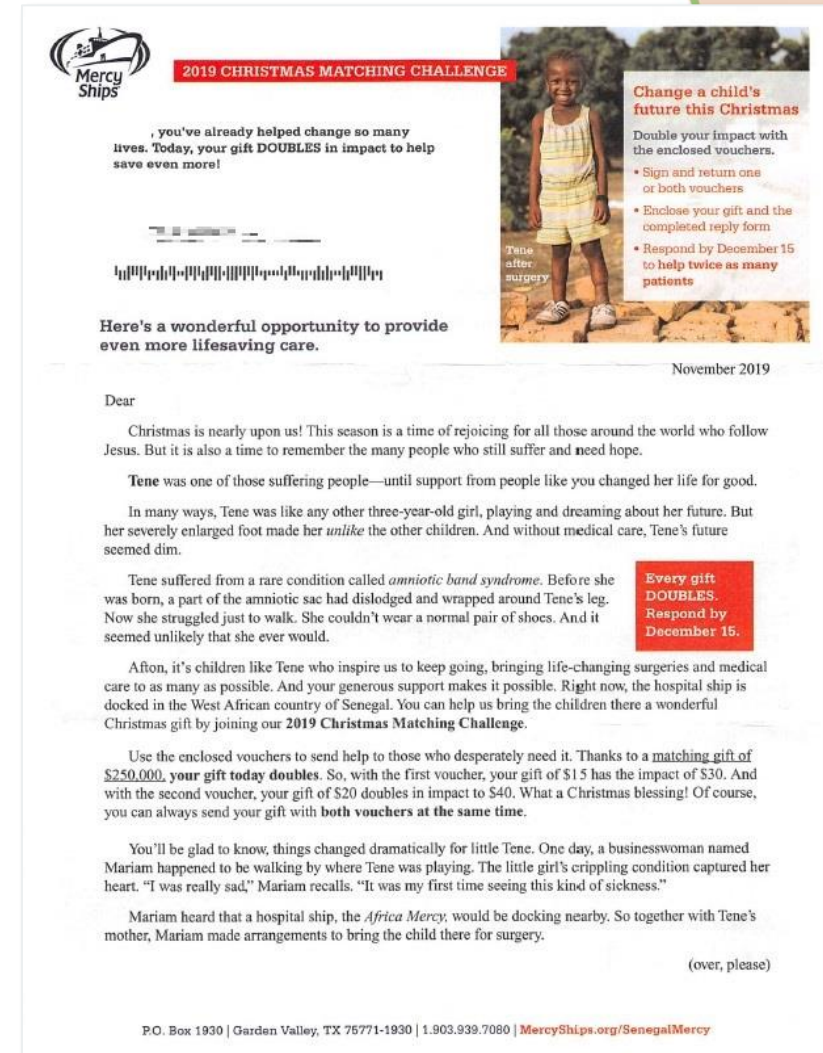 Mercy
Ships
2019 CHRISTMAS MATCHING CHALLENGE
, you've already helped change so many
lives. Today, your gift DOUBLES in impact to help
save even more!
Tene
after
surgery
Change a child's
future this Christmas
Double your impact with
the enclosed vouchers.
• Sign and return one
or both vouchers
• Enclose your gift and the
completed reply form
• Respond by December 15
to help twice as many
patients
Here's a wonderful opportunity to provide
even more lifesaving care.
November 2019
Dear
Christmas is nearly upon us! This season is a time of rejoicing for all those around the world who follow
Jesus. But it is also a time to remember the many people who still suffer and need hope.
Tene was one of those suffering people—until support from people like you changed her life for good.
In many ways, Tene was like any other three-year-old girl, playing and dreaming about her future. But
her severely enlarged foot made her unlike the other children. And without medical care, Tene's future
seemed dim.
Tene suffered from a rare condition called amniotic band syndrome. Before she
was born, a part of the amniotic sac had dislodged and wrapped around Tene's leg.
Now she struggled just to walk. She couldn't wear a normal pair of shoes. And it
seemed unlikely that she ever would.
Every gift
DOUBLES.
Respond by
December 15.
Afton, it's children like Tene who inspire us to keep going, bringing life-changing surgeries and medical
care to as many as possible. And your generous support makes it possible. Right now, the hospital ship is
docked in the West African country of Senegal. You can help us bring the children there a wonderful
Christmas gift by joining our 2019 Christmas Matching Challenge.
Use the enclosed vouchers to send help to those who desperately need it. Thanks to a matching gift of
$250,000, your gift today doubles. So, with the first voucher, your gift of $15 has the impact of $30. And
with the second voucher, your gift of $20 doubles in impact to $40. What a Christmas blessing! Of course,
you can always send your gift with both vouchers at the same time.
You'll be glad to know, things changed dramatically for little Tene. One day, a businesswoman named
Mariam happened to be walking by where Tene was playing. The little girl's crippling condition captured her
heart. "I was really sad," Mariam recalls. "It was my first time seeing this kind of sickness."
Mariam heard that a hospital ship, the Africa Mercy, would be docking nearby. So together with Tene's
mother, Mariam made arrangements to bring the child there for surgery.
(over, please)
P.O. Box 1930 | Garden Valley, TX 75771-1930 | 1.903.939.7080 | MercyShips.org/SenegalMercy